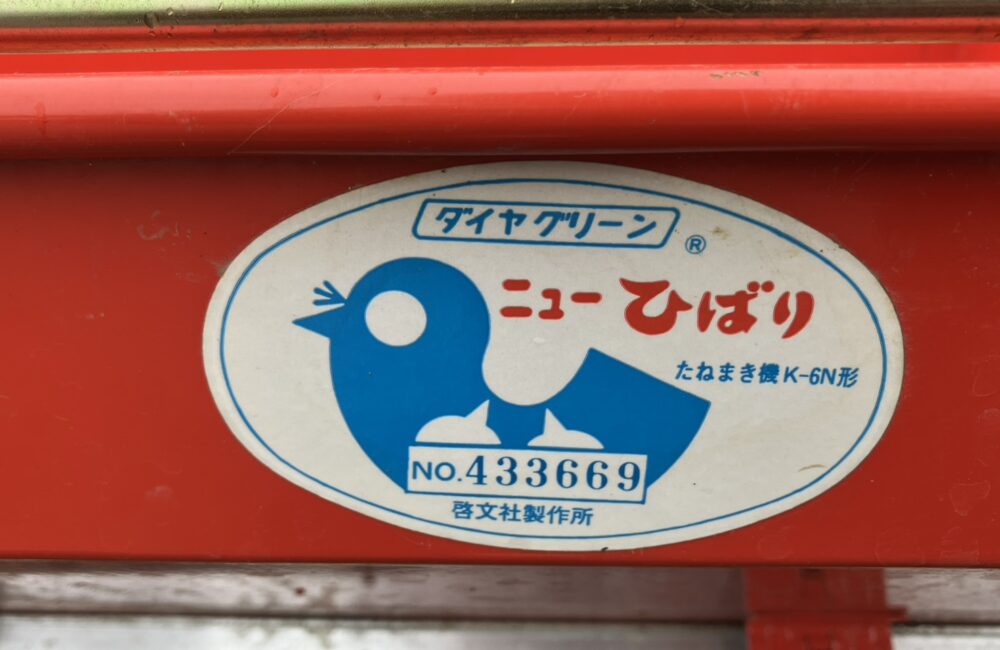 ダイヤグリーン
®
ニューひばり
たねまき機K-6N形
NO.433669
啓文社製作所